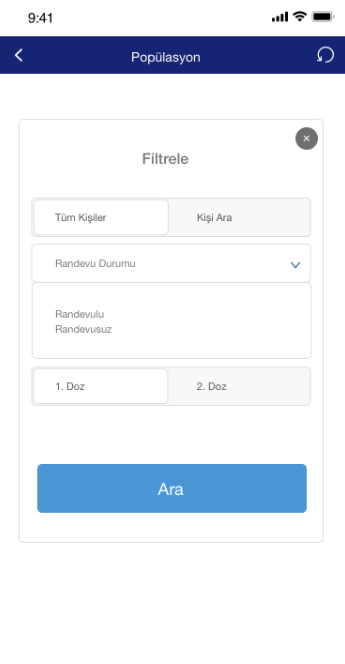 9:41
Popülasyon
Filtrele
Tüm Kişiler
Kişi Ara
Randevu Durumu
Randevulu
Randevusuz
1. Doz
2. Doz
Ara